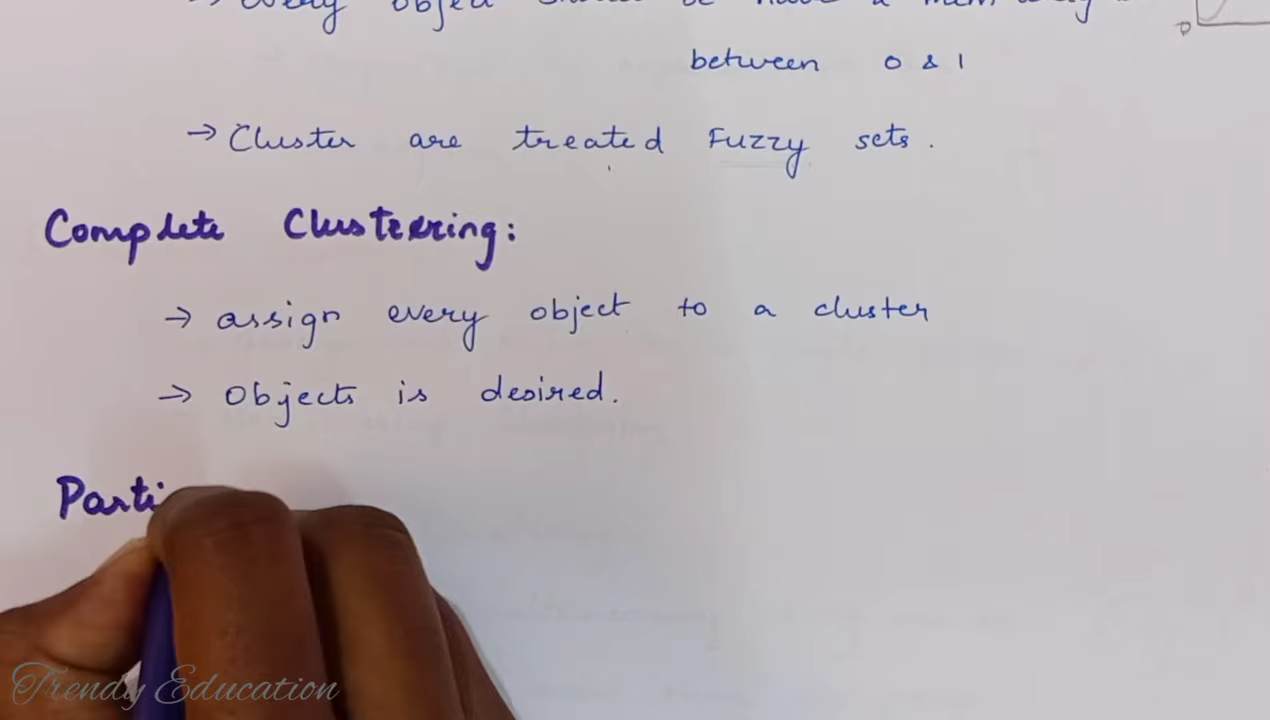 between 0 & 1
→ Cluster are treated Fuzzy sets.
Complete Clustering:
→ assign every object to a cluster
→ Objects is desired.
Parti
Trendy Education